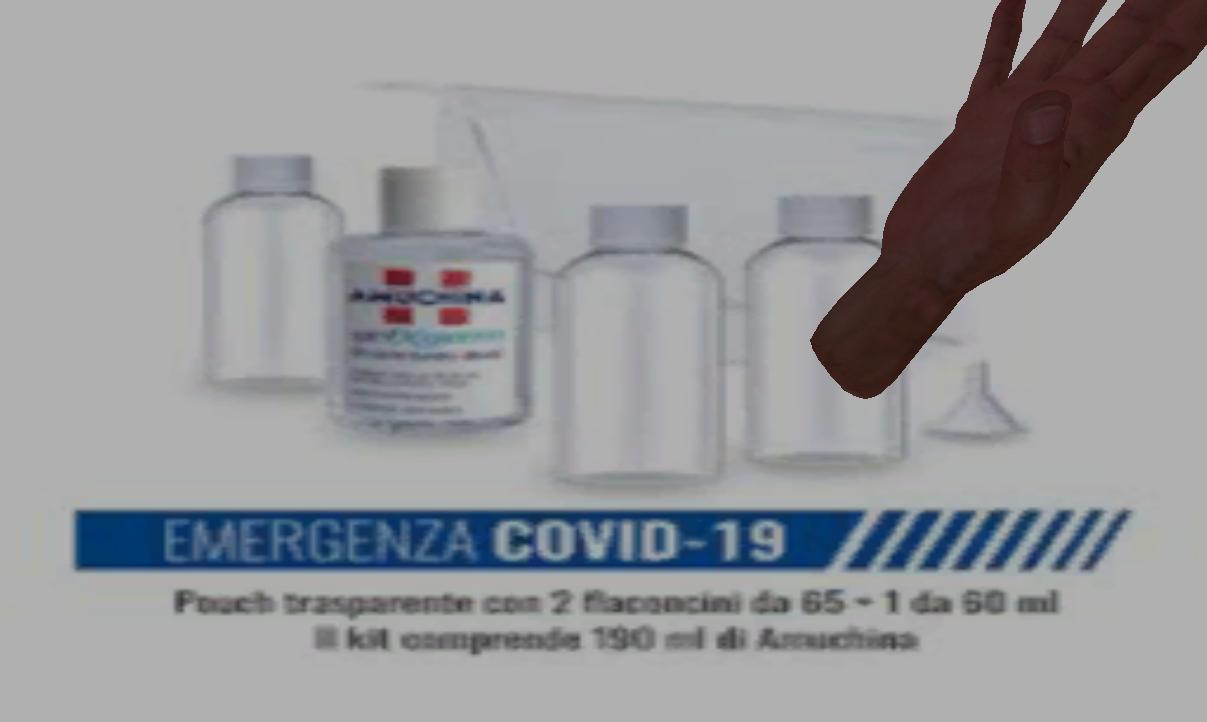 AMUCHINA
EMERGENZA COVID-19
Pouch trasparente con 2 flaconcini da 65 - 1 da 60 ml
Il kit comprende 190 ml di Amuchina